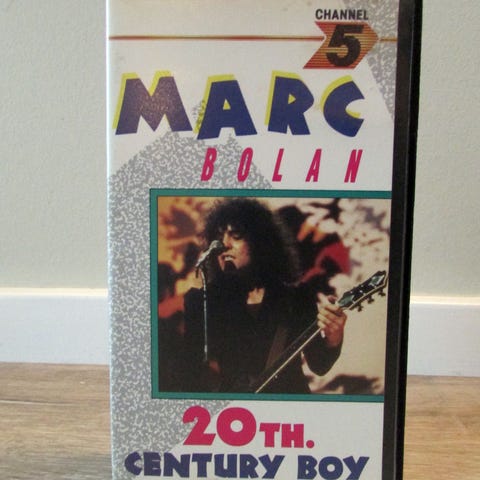 CHANNEL
5
MARC
BOLAN
20TH.
CENTURY BOY